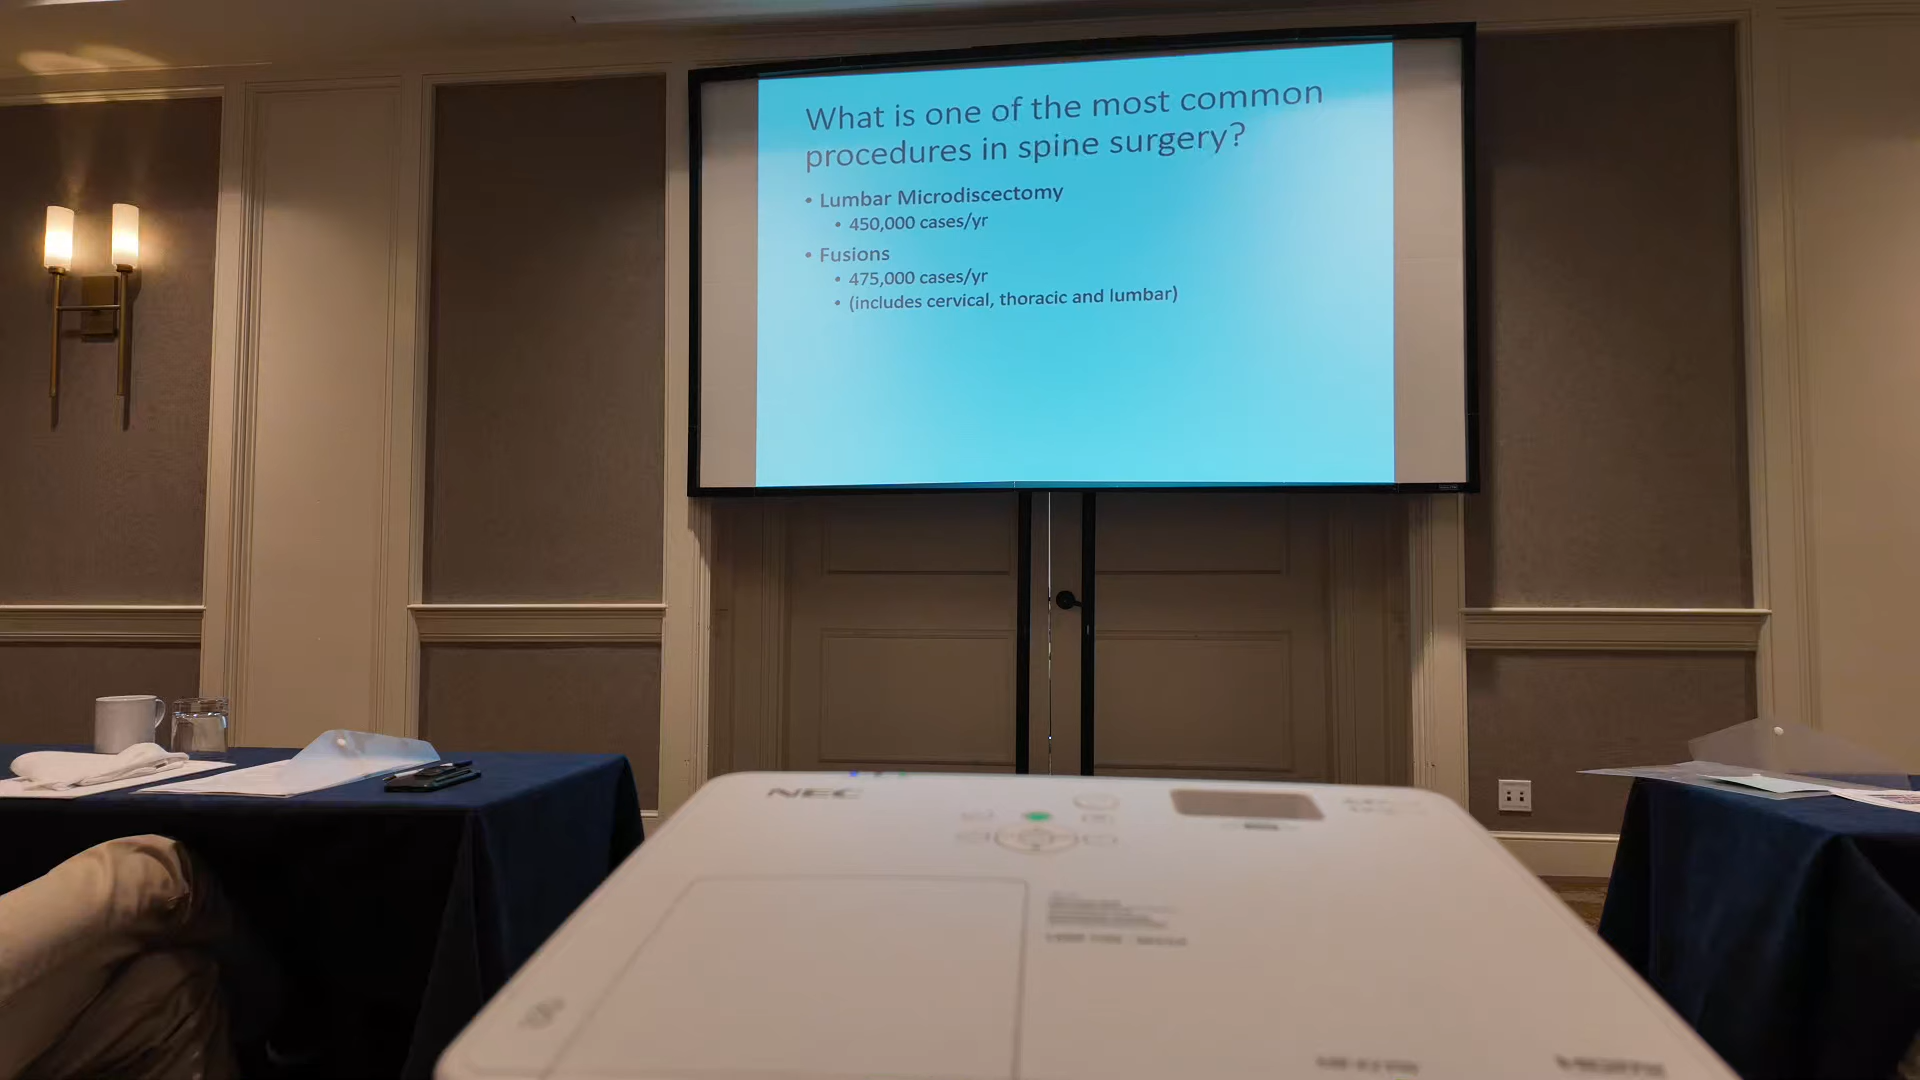 What is one of the most common
procedures in spine surgery?
• Lumbar Microdiscectomy
• 450,000 cases/yr
• Fusions
• 475,000 cases/yr
• (includes cervical, thoracic and lumbar)
NEC